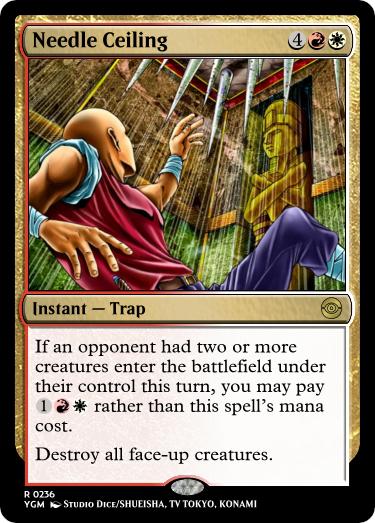 Needle Ceiling 4
Instant — Trap
If an opponent had two or more
creatures enter the battlefield under
their control this turn, you may pay
1 rather than this spell's mana
cost.
Destroy all face-up creatures.
R 0236
YGM Studio Dice/SHUEISHA, TV TOKYO, KONAMI